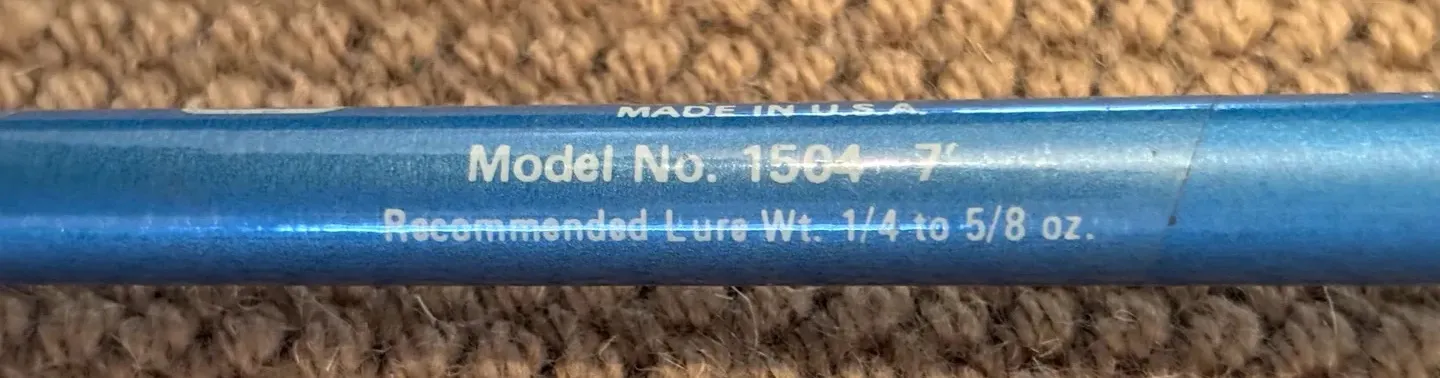 MADE IN U.S.A.
Model No. 1504 7'
Recommended Lure Wt. 1/4 to 5/8 oz.